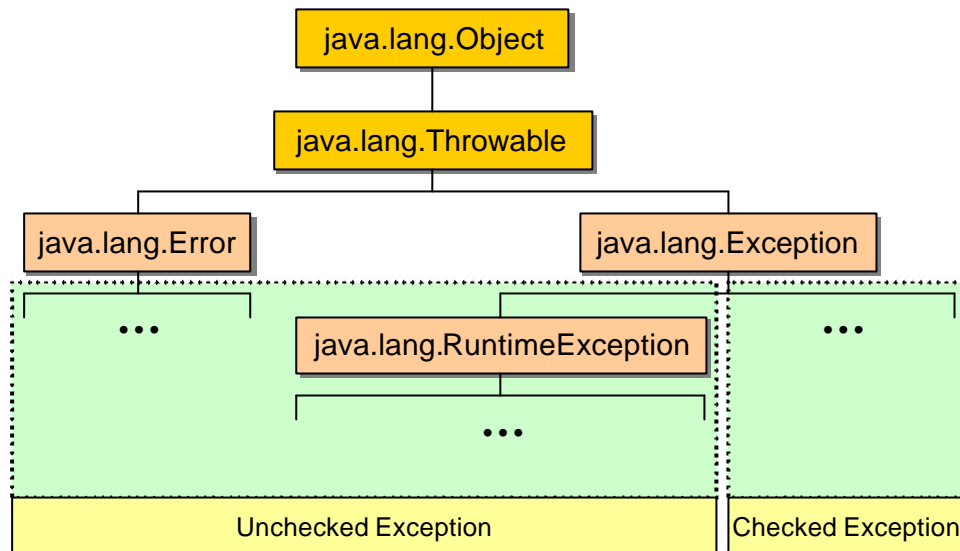 java.lang.Object
java.lang.Throwable
java.lang.Error
java.lang.Exception
...
java.lang.RuntimeException
...
...
Unchecked Exception
Checked Exception